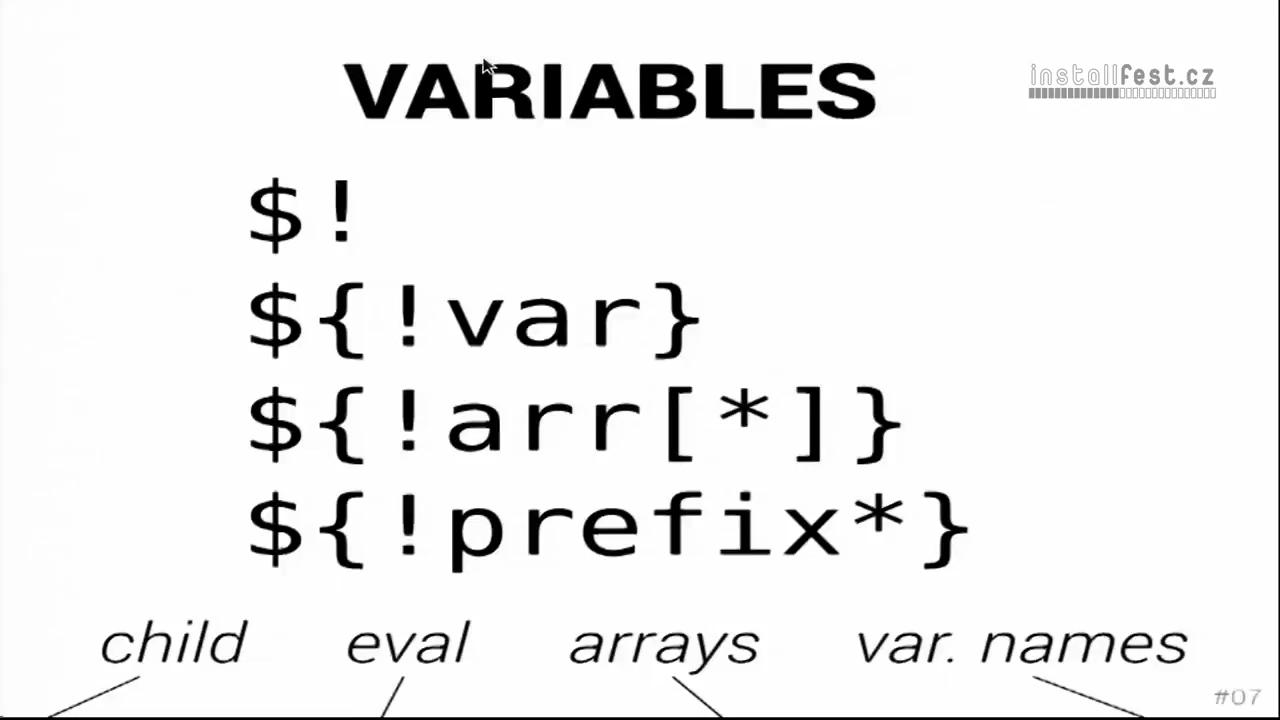 installfest.cz
VARIABLES
$!
${!var}
${!arr[*]}
${!prefix*}
child eval arrays var. names
#07